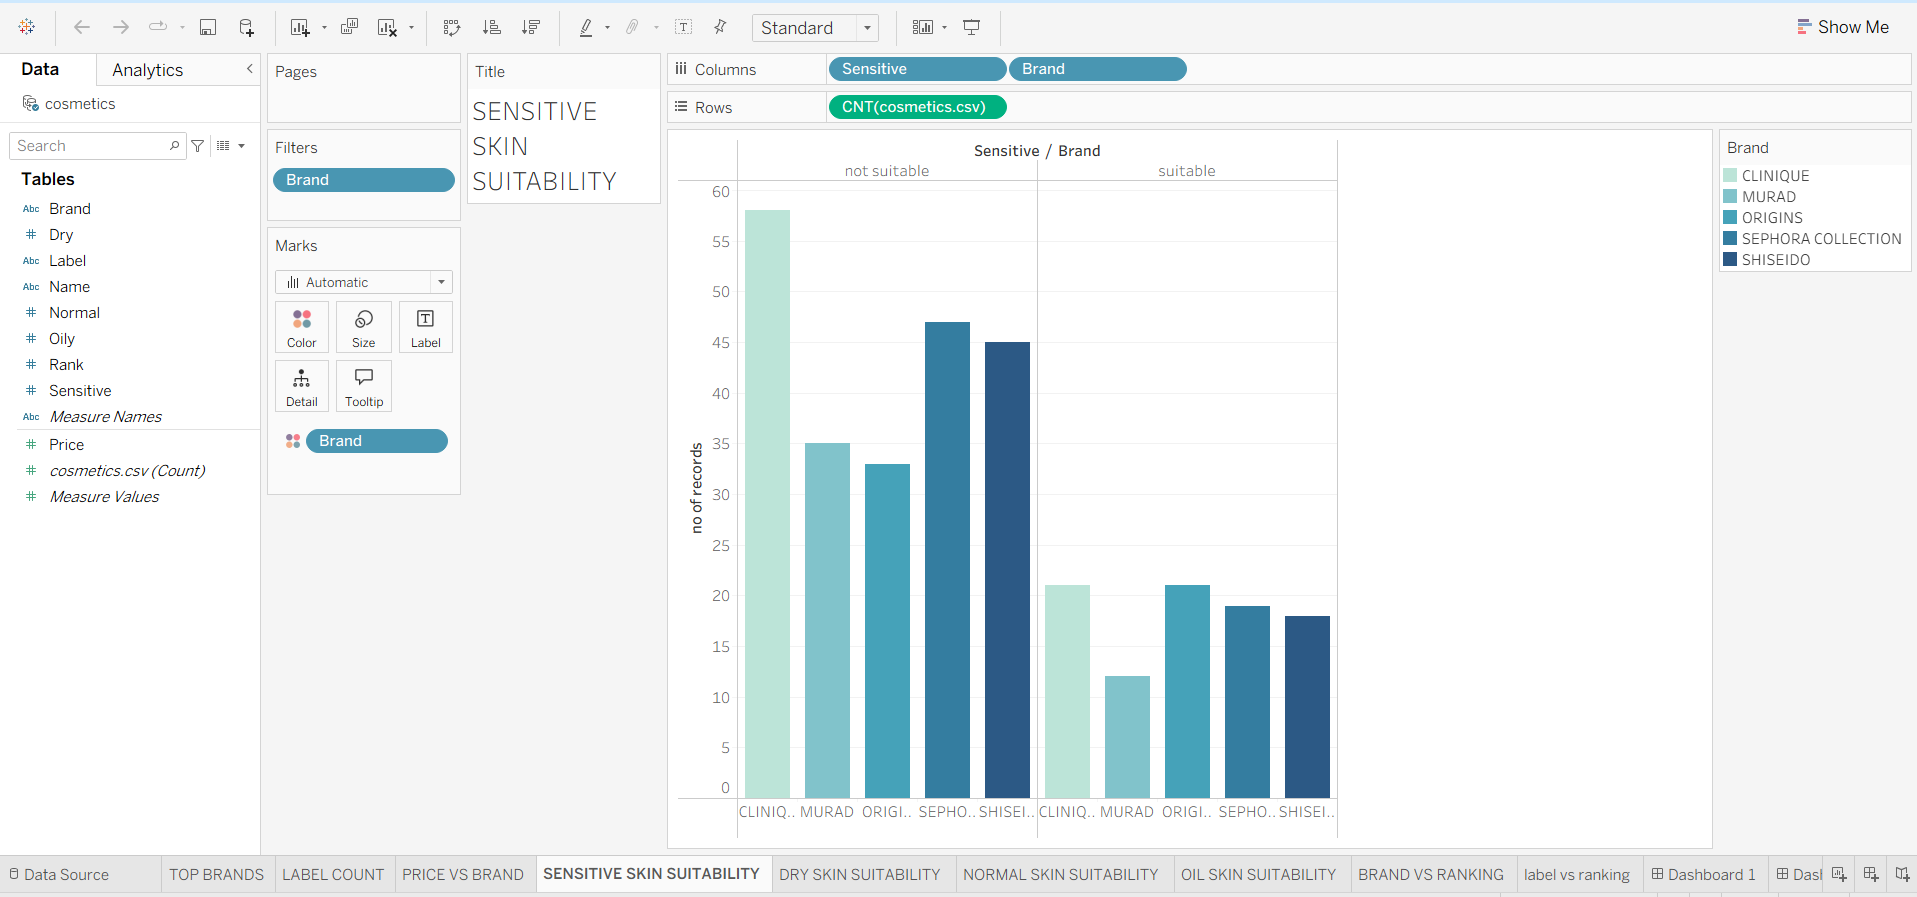 Standard
Show Me
Data
Analytics
cosmetics
Search
Tables
Abc Brand
# Dry
Abc Label
Abc Name
# Normal
# Oily
# Rank
# Sensitive
Abc Measure Names
# Price
# cosmetics.csv (Count)
# Measure Values
Pages
Filters
Brand
Marks
Automatic
Color
Size
Label
Detail
Tooltip
Brand
Title
SENSITIVE
SKIN
SUITABILITY
Columns
Sensitive
Brand
Rows
CNT(cosmetics.csv)
Sensitive / Brand
not suitable
suitable
no of records
60
55
50
45
40
35
30
25
20
15
10
5
0
CLINIQ.. MURAD ORIGI.. SEPHO.. SHISEI.. CLINIQ.. MURAD ORIGI.. SEPHO.. SHISEI..
Brand
CLINIQUE
MURAD
ORIGINS
SEPHORA COLLECTION
SHISEIDO
Data Source
TOP BRANDS
LABEL COUNT
PRICE VS BRAND
SENSITIVE SKIN SUITABILITY
DRY SKIN SUITABILITY
NORMAL SKIN SUITABILITY
OIL SKIN SUITABILITY
BRAND VS RANKING
label vs ranking
Dashboard 1
Das